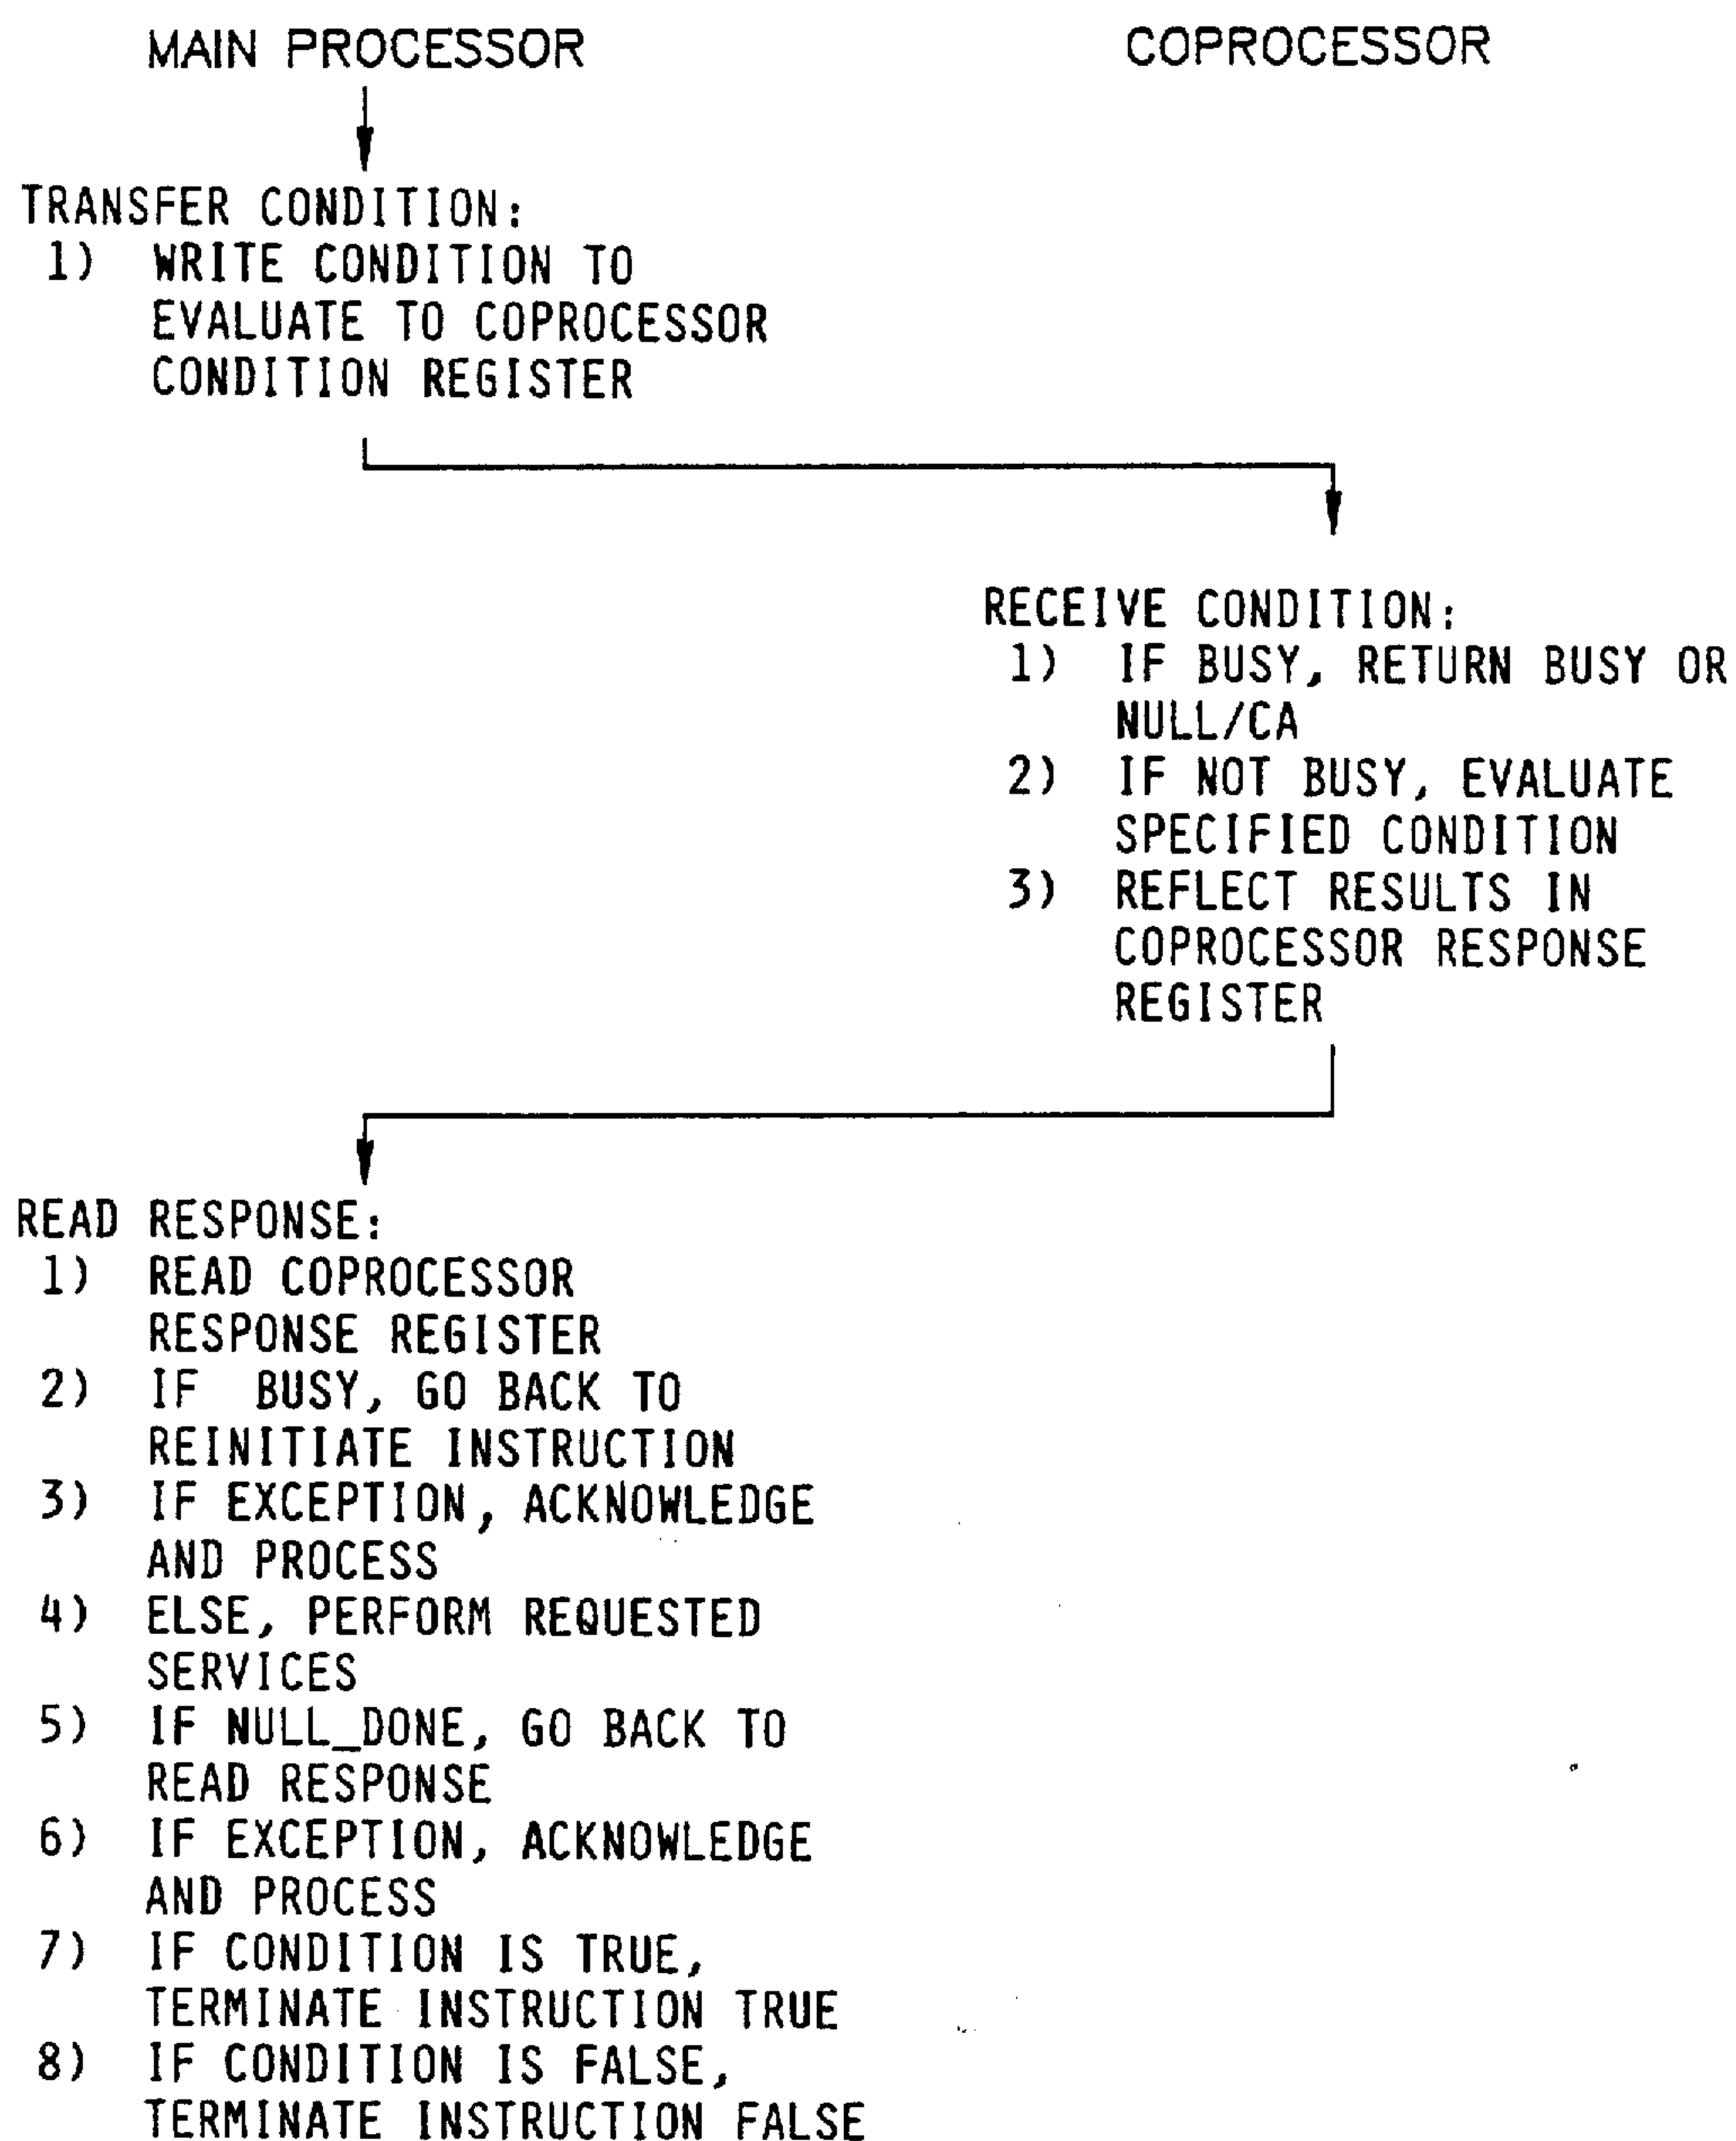 MAIN PROCESSOR
COPROCESSOR
TRANSFER CONDITION:
1) WRITE CONDITION TO
EVALUATE TO COPROCESSOR
CONDITION REGISTER
RECEIVE CONDITION:
1) IF BUSY, RETURN BUSY OR
NULL/CA
2) IF NOT BUSY, EVALUATE
SPECIFIED CONDITION
3) REFLECT RESULTS IN
COPROCESSOR RESPONSE
REGISTER
READ RESPONSE:
1) READ COPROCESSOR
RESPONSE REGISTER
2) IF BUSY, GO BACK TO
REINITIATE INSTRUCTION
3) IF EXCEPTION, ACKNOWLEDGE
AND PROCESS
4) ELSE, PERFORM REQUESTED
SERVICES
5) IF NULL_DONE, GO BACK TO
READ RESPONSE
6) IF EXCEPTION, ACKNOWLEDGE
AND PROCESS
7) IF CONDITION IS TRUE,
TERMINATE INSTRUCTION TRUE
8) IF CONDITION IS FALSE,
TERMINATE INSTRUCTION FALSE